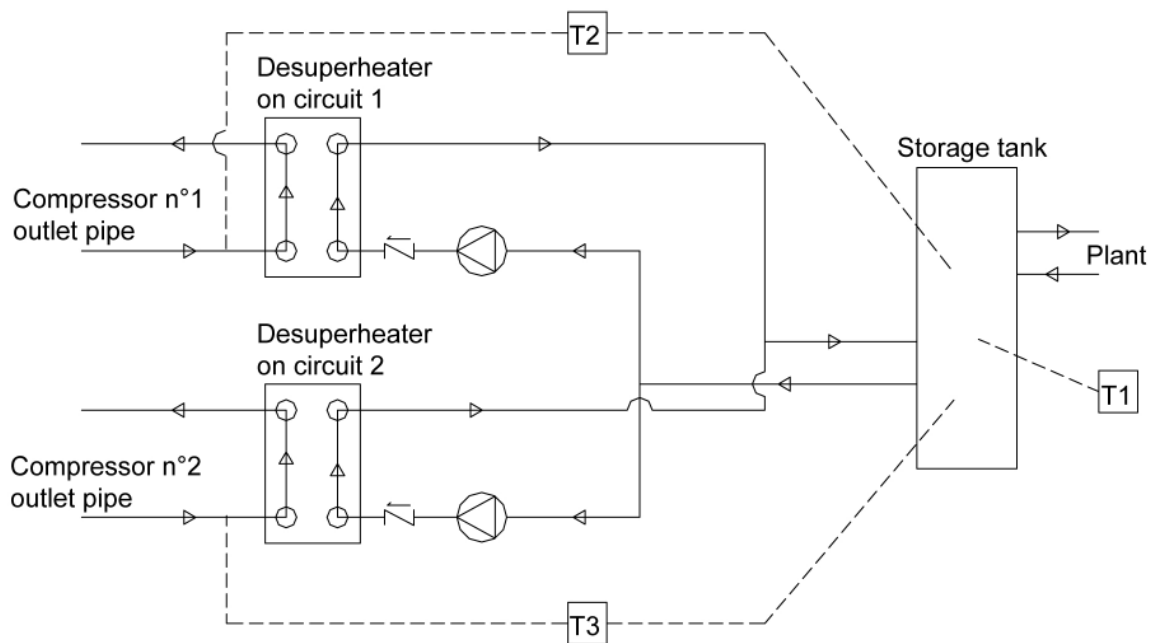 T2
Desuperheater
on circuit 1
Storage tank
Compressor n°1
outlet pipe
Plant
Desuperheater
on circuit 2
T1
Compressor n°2
outlet pipe
T3